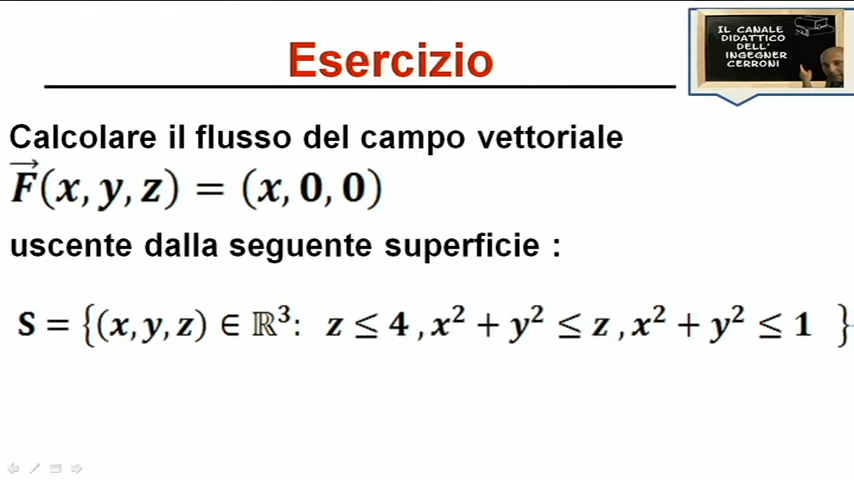 Esercizio
IL CANALE
DIDATTICO
DELL'
INGEGNER
CERRONI
Calcolare il flusso del campo vettoriale
F⃗(x, y, z) = (x, 0, 0)
uscente dalla seguente superficie :
S = {(x, y, z) ∈ ℝ³: z ≤ 4 , x² + y² ≤ z , x² + y² ≤ 1 }